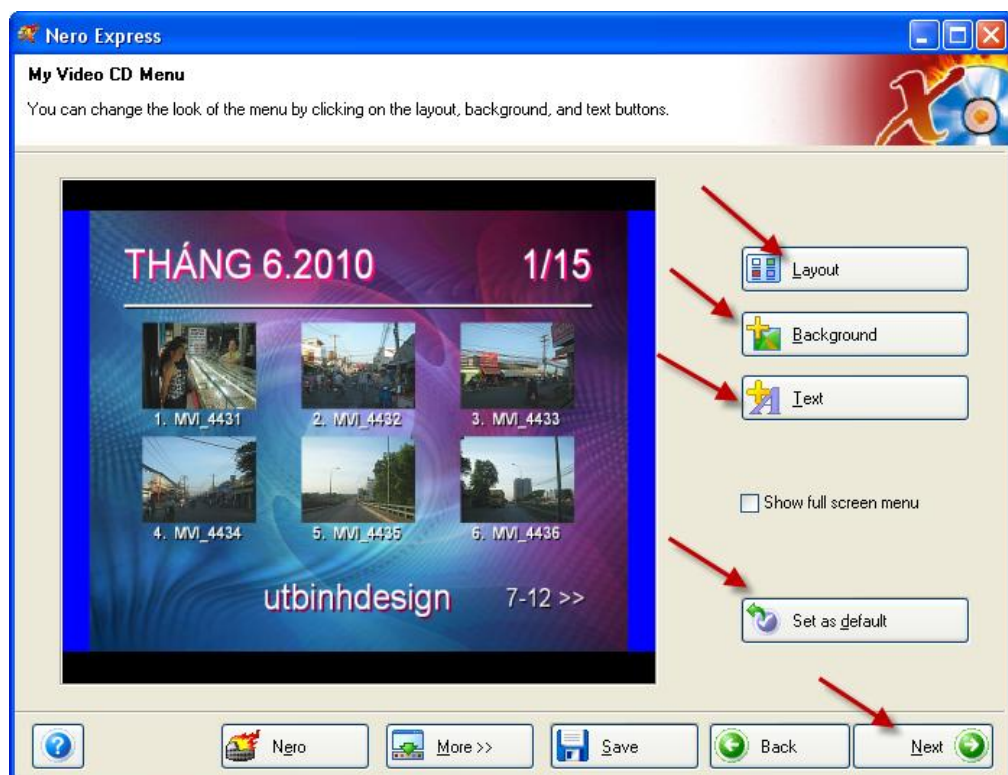 Nero Express
My Video CD Menu
You can change the look of the menu by clicking on the layout, background, and text buttons.
THÁNG 6.2010 1/15
1. MVI_4431 2. MVI_4432 3. MVI_4433
4. MVI_4434 5. MVI_4435 6. MVI_4436
utbinhdesign 7-12 >>
Layout
Background
Text
Show full screen menu
Set as default
Nero More >> Save Back Next